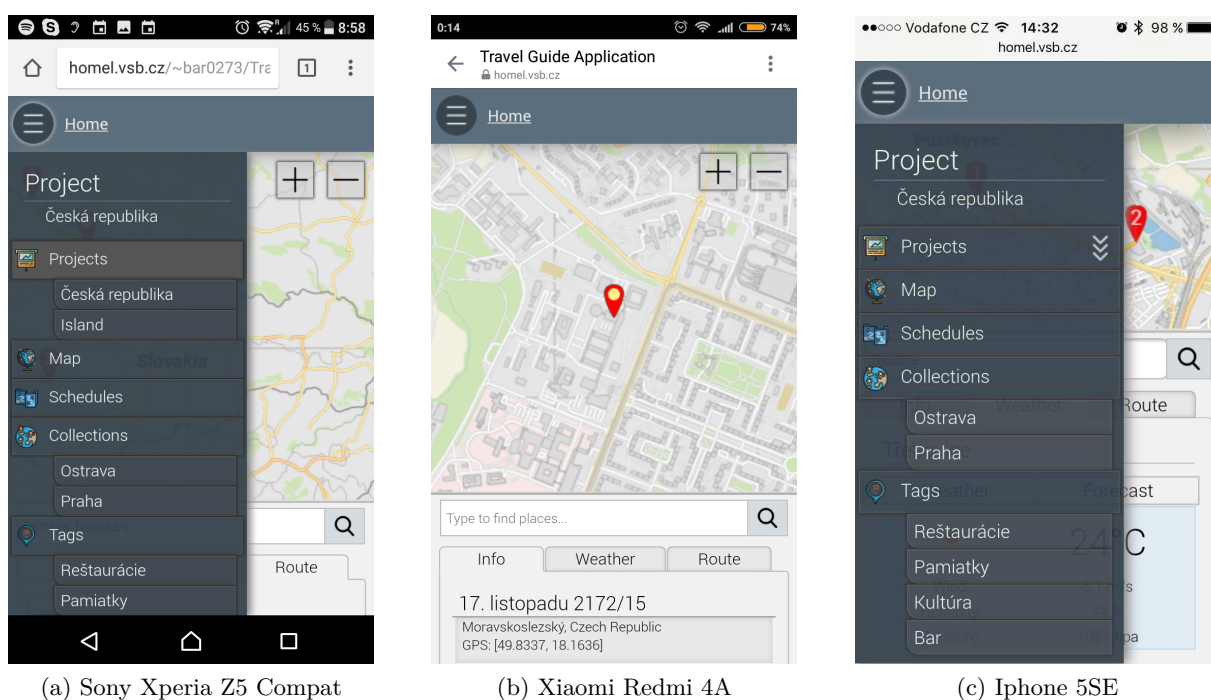 45 % 8:58
homel.vsb.cz/~bar0273/Tra
1
Home
Project
Česká republika
Projects
Česká republika
Island
Map
Slovakia
Schedules
Collections
Ostrava
Praha
Tags
Reštaurácie
Pamiatky
Route
(a) Sony Xperia Z5 Compat
0:14 74%
Travel Guide Application
homel.vsb.cz
Home
Type to find places...
Info Weather Route
17. listopadu 2172/15
Moravskoslezský, Czech Republic
GPS: [49.8337, 18.1636]
(b) Xiaomi Redmi 4A
Vodafone CZ 14:32 98 %
homel.vsb.cz
Home
Project
Česká republika
Projects
Map
2
Schedules
Collections
Weather Route
Ostrava
Praha
Tags
Forecast
Reštaurácie
24°C
Pamiatky
Kultúra
Bar
hpa
(c) Iphone 5SE